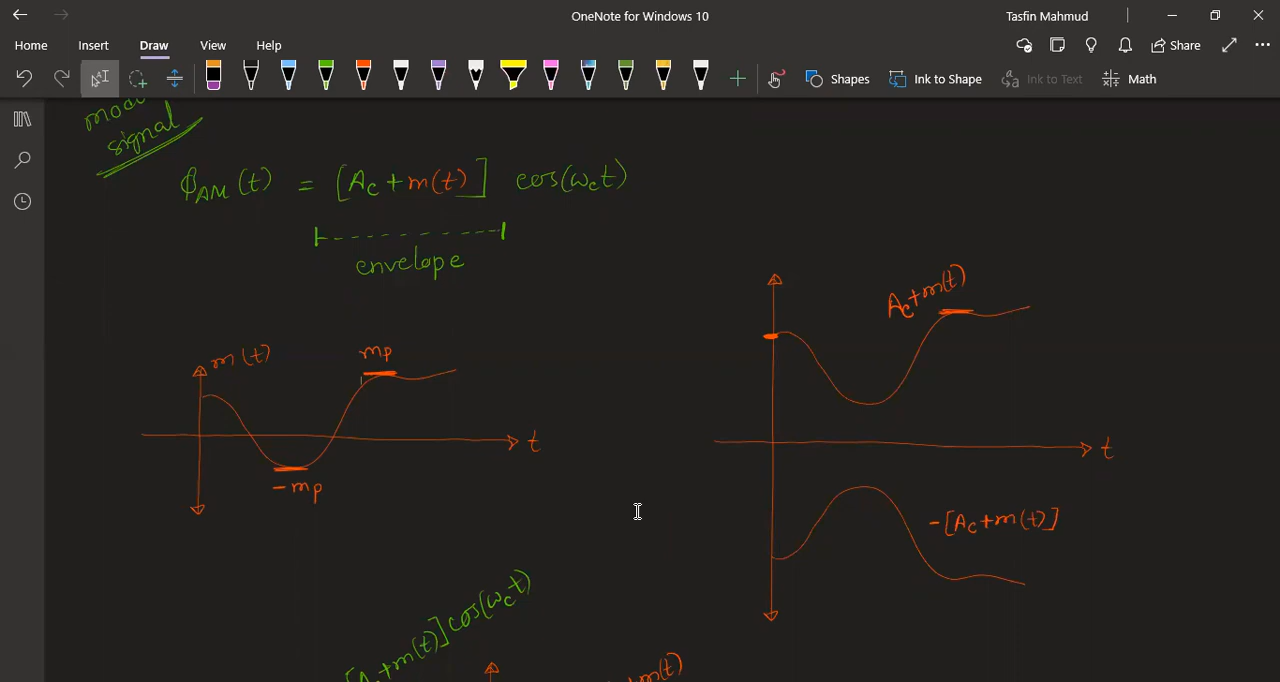 OneNote for Windows 10
Tasfin Mahmud
Home Insert Draw View Help
Share
Shapes
Ink to Shape
Ink to Text
Math
signal
ϕAM(t) = [Ac+m(t)] cos(ωct)
envelope
Ac+m(t)
m(t)
mp
t
-mp
t
-[Ac+m(t)]
+m(t)]cos(ωct)
m(t)